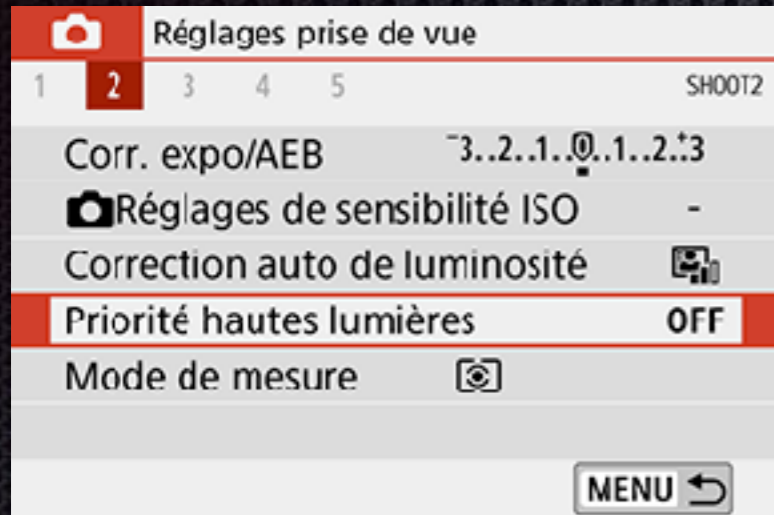 Réglages prise de vue
1 2 3 4 5 SHOOT2
Corr. expo/AEB -3..2..1..0..1..2..+3
Réglages de sensibilité ISO -
Correction auto de luminosité
Priorité hautes lumières OFF
Mode de mesure
MENU